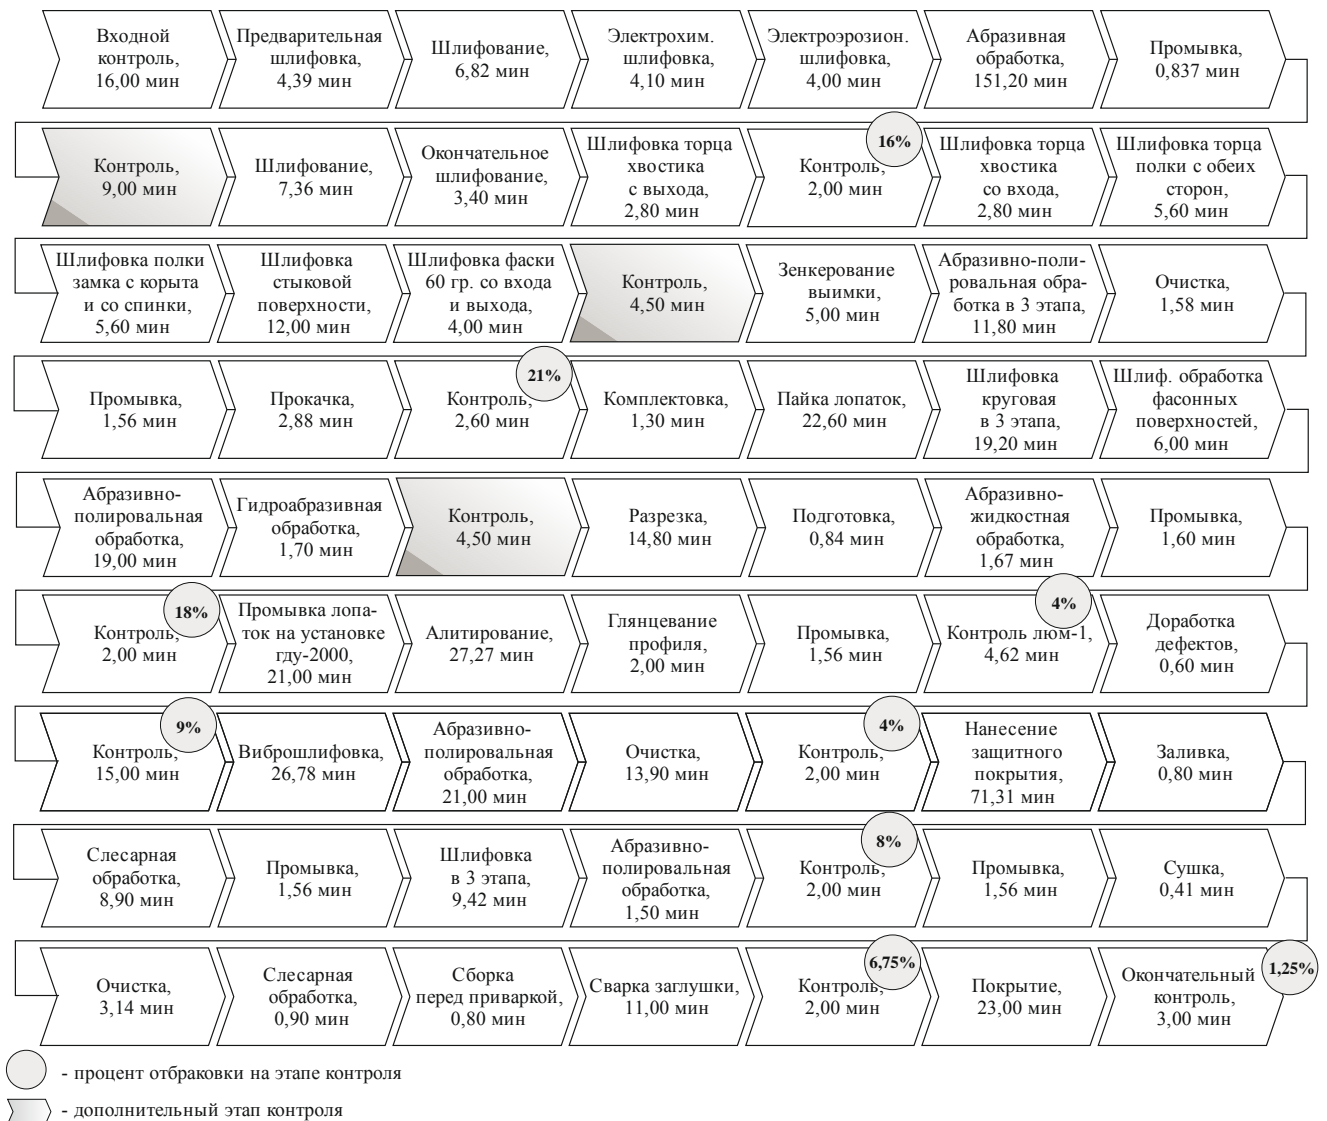 Входной
контроль,
16,00 мин
Предварительная
шлифовка,
4,39 мин
Шлифование,
6,82 мин
Электрохим.
шлифовка,
4,10 мин
Электроэрозион.
шлифовка,
4,00 мин
Абразивная
обработка,
151,20 мин
Промывка,
0,837 мин
Контроль,
9,00 мин
Шлифование,
7,36 мин
Окончательное
шлифование,
3,40 мин
Шлифовка торца
хвостика
с выхода,
2,80 мин
16%
Контроль,
2,00 мин
Шлифовка торца
хвостика
со входа,
2,80 мин
Шлифовка торца
полки с обеих
сторон,
5,60 мин
Шлифовка полки
замка с корыта
и со спинки,
5,60 мин
Шлифовка
стыковой
поверхности,
12,00 мин
Шлифовка фаски
60 гр. со входа
и выхода,
4,00 мин
Контроль,
4,50 мин
Зенкерование
выимки,
5,00 мин
Абразивно-поли-
ровальная обра-
ботка в 3 этапа,
11,80 мин
Очистка,
1,58 мин
Промывка,
1,56 мин
Прокачка,
2,88 мин
21%
Контроль,
2,60 мин
Комплектовка,
1,30 мин
Пайка лопаток,
22,60 мин
Шлифовка
круговая
в 3 этапа,
19,20 мин
Шлиф. обработка
фасонных
поверхностей,
6,00 мин
Абразивно-
полировальная
обработка,
19,00 мин
Гидроабразивная
обработка,
1,70 мин
Контроль,
4,50 мин
Разрезка,
14,80 мин
Подготовка,
0,84 мин
Абразивно-
жидкостная
обработка,
1,67 мин
Промывка,
1,60 мин
18%
Контроль,
2,00 мин
Промывка лопа-
ток на установке
гду-2000,
21,00 мин
Алитирование,
27,27 мин
Глянцевание
профиля,
2,00 мин
Промывка,
1,56 мин
4%
Контроль люм-1,
4,62 мин
Доработка
дефектов,
0,60 мин
9%
Контроль,
15,00 мин
Виброшлифовка,
26,78 мин
Абразивно-
полировальная
обработка,
21,00 мин
Очистка,
13,90 мин
4%
Контроль,
2,00 мин
Нанесение
защитного
покрытия,
71,31 мин
Заливка,
0,80 мин
Слесарная
обработка,
8,90 мин
Промывка,
1,56 мин
Шлифовка
в 3 этапа,
9,42 мин
Абразивно-
полировальная
обработка,
1,50 мин
8%
Контроль,
2,00 мин
Промывка,
1,56 мин
Сушка,
0,41 мин
Очистка,
3,14 мин
Слесарная
обработка,
0,90 мин
Сборка
перед приваркой,
0,80 мин
Сварка заглушки,
11,00 мин
6,75%
Контроль,
2,00 мин
Покрытие,
23,00 мин
1,25%
Окончательный
контроль,
3,00 мин
- процент отбраковки на этапе контроля
- дополнительный этап контроля